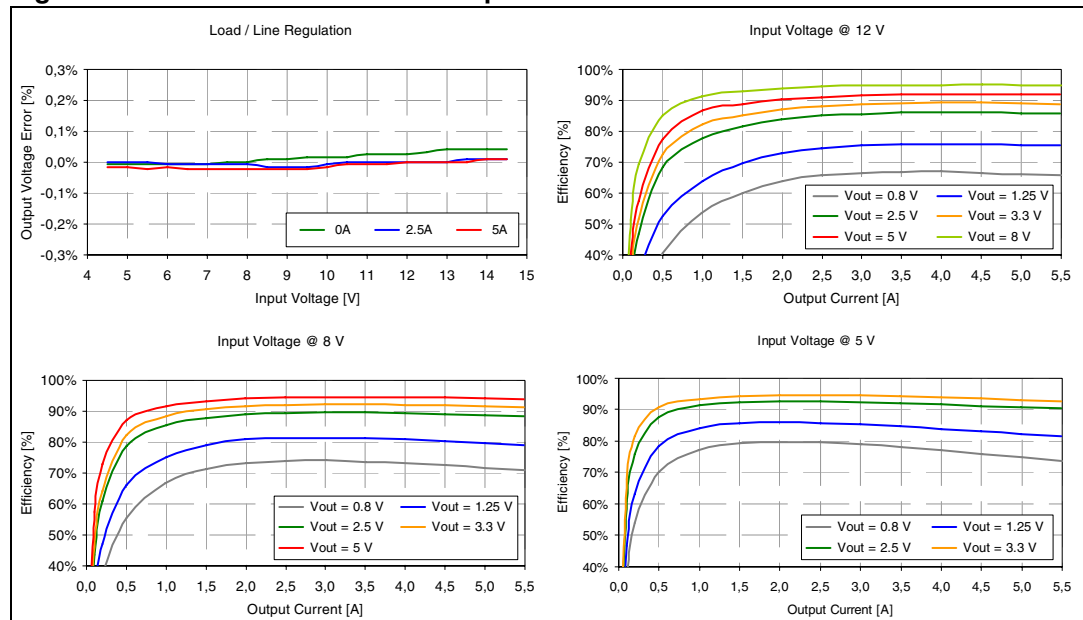 Load / Line Regulation
0,3%
0,2%
0,1%
0,0%
-0,1%
-0,2%
-0,3%
Output Voltage Error [%]
0A 2.5A 5A
4 5 6 7 8 9 10 11 12 13 14 15
Input Voltage [V]
Input Voltage @ 12 V
100%
90%
80%
70%
60%
50%
40%
Efficiency [%]
Vout = 0.8 V Vout = 1.25 V
Vout = 2.5 V Vout = 3.3 V
Vout = 5 V Vout = 8 V
0,0 0,5 1,0 1,5 2,0 2,5 3,0 3,5 4,0 4,5 5,0 5,5
Output Current [A]
Input Voltage @ 8 V
100%
90%
80%
70%
60%
50%
40%
Efficiency [%]
Vout = 0.8 V Vout = 1.25 V
Vout = 2.5 V Vout = 3.3 V
Vout = 5 V
0,0 0,5 1,0 1,5 2,0 2,5 3,0 3,5 4,0 4,5 5,0 5,5
Output Current [A]
Input Voltage @ 5 V
100%
90%
80%
70%
60%
50%
40%
Efficiency [%]
Vout = 0.8 V Vout = 1.25 V
Vout = 2.5 V Vout = 3.3 V
0,0 0,5 1,0 1,5 2,0 2,5 3,0 3,5 4,0 4,5 5,0 5,5
Output Current [A]